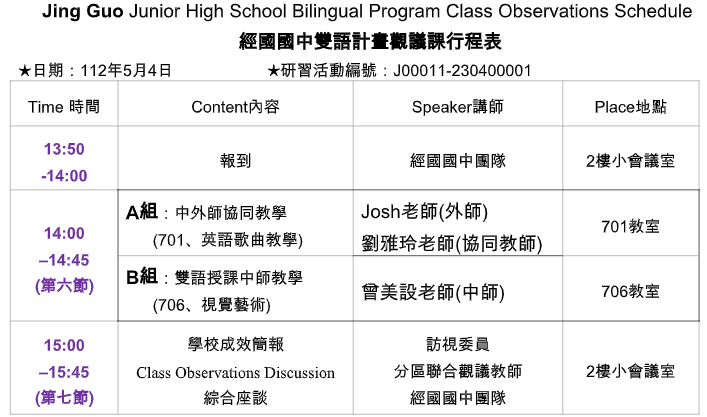 Jing Guo Junior High School Bilingual Program Class Observations Schedule
經國國中雙語計畫觀議課行程表
★日期：112年5月4日 ★研習活動編號：J00011-230400001
Time 時間 Content內容 Speaker講師 Place地點
13:50
-14:00
報到
經國國中團隊
2樓小會議室
14:00
–14:45
(第六節)
A組：中外師協同教學
(701、英語歌曲教學)
Josh老師(外師)
劉雅玲老師(協同教師)
701教室
B組：雙語授課中師教學
(706、視覺藝術)
曾美設老師(中師)
706教室
15:00
–15:45
(第七節)
學校成效簡報
Class Observations Discussion
綜合座談
訪視委員
分區聯合觀議教師
經國國中團隊
2樓小會議室